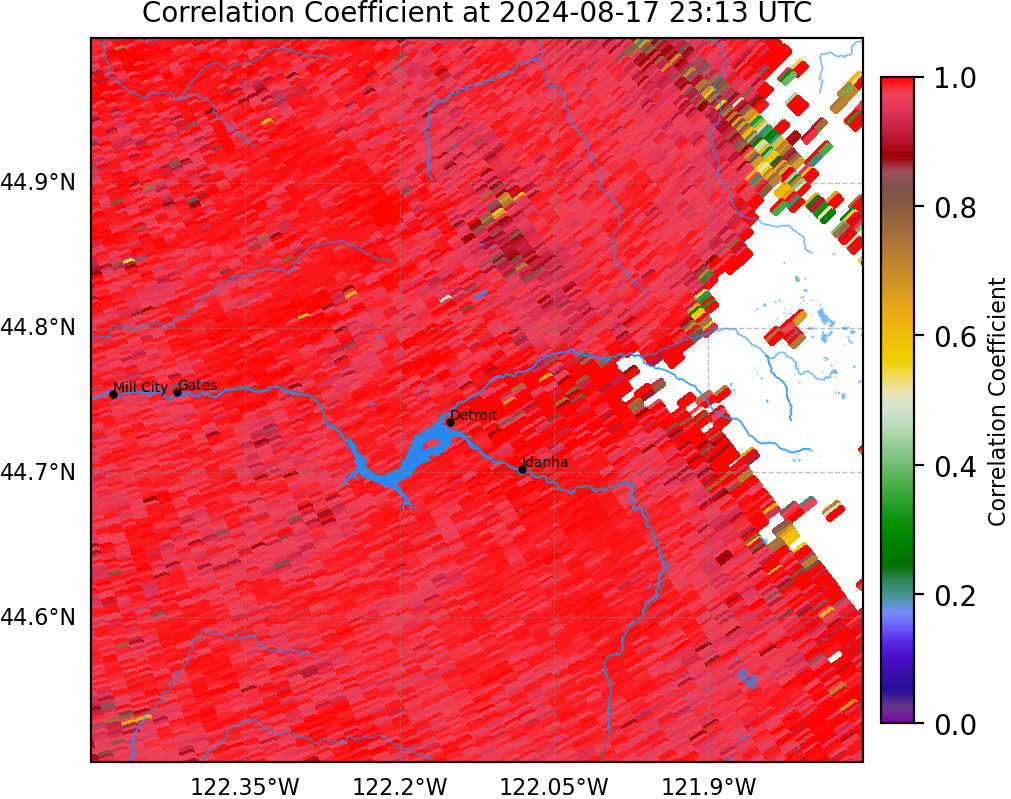 Correlation Coefficient at 2024-08-17 23:13 UTC
1.0
44.9°N
0.8
44.8°N
0.6
Correlation Coefficient
Mill City
Gates
Detroit
Idanha
44.7°N
0.4
44.6°N
0.2
0.0
122.35°W
122.2°W
122.05°W
121.9°W